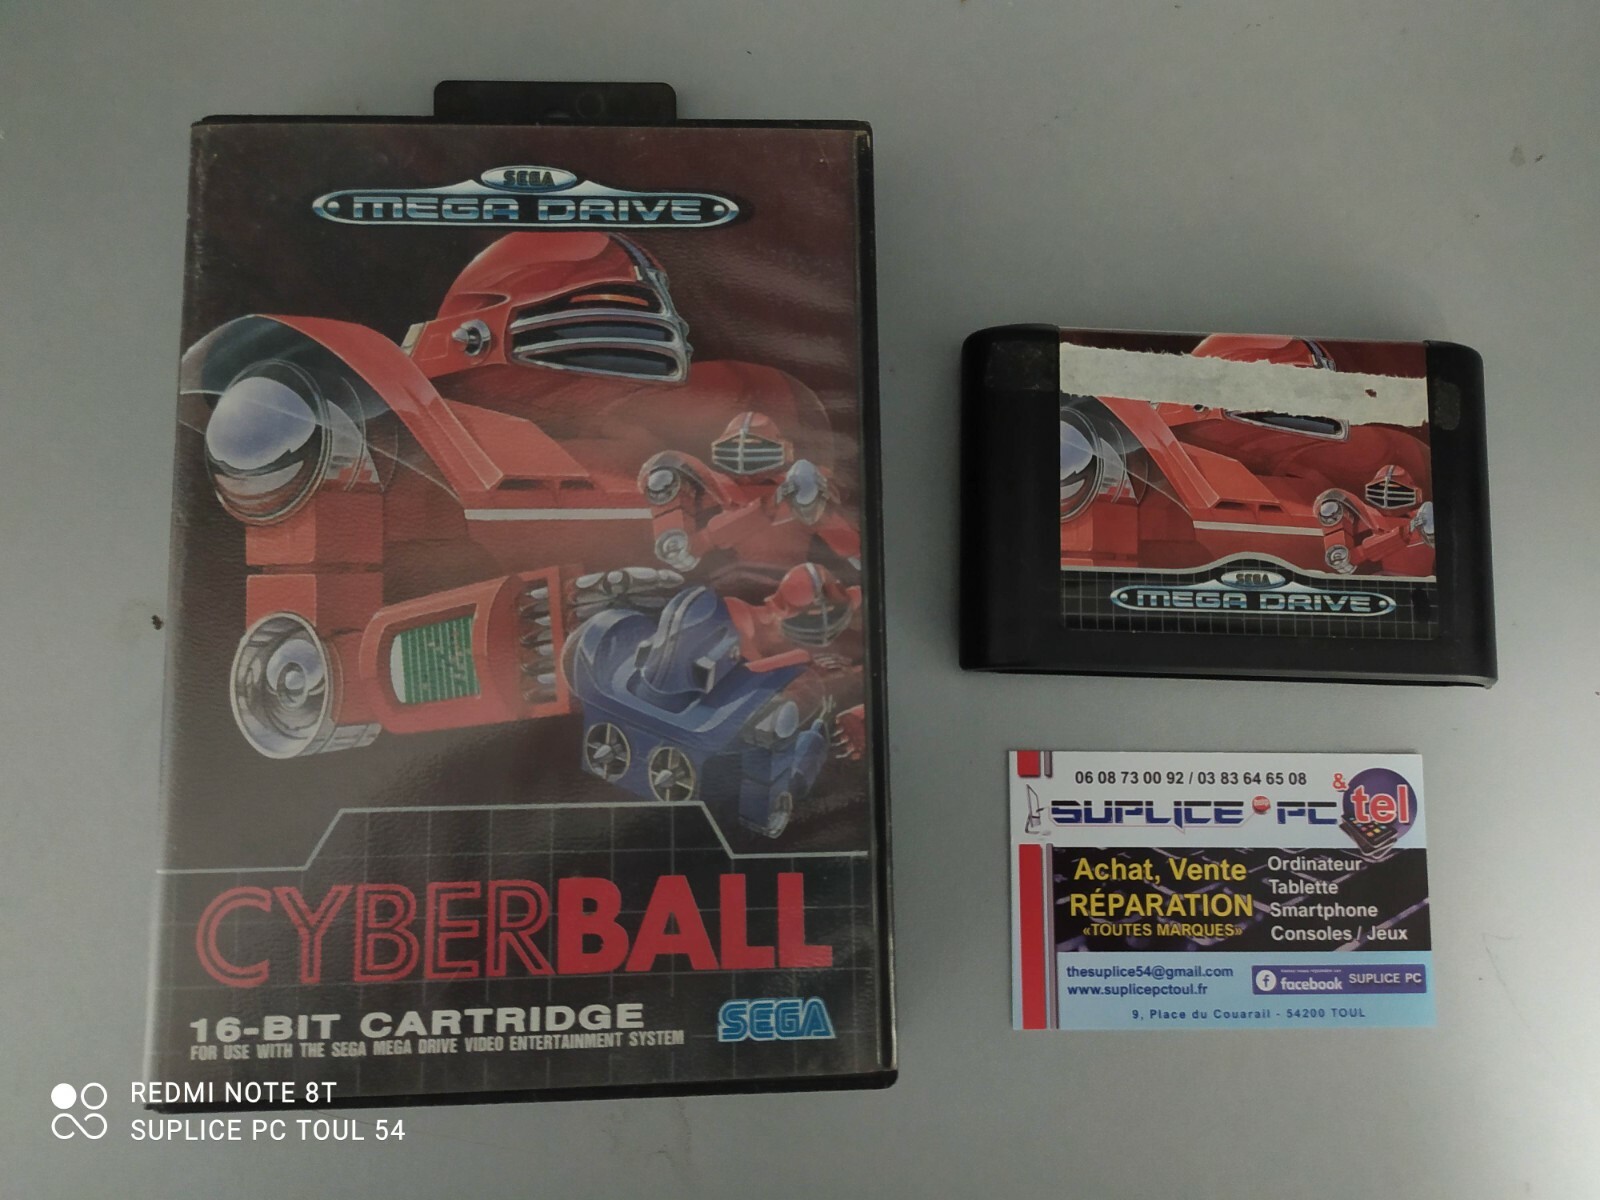 SEGA
MEGA DRIVE
CYBERBALL
16-BIT CARTRIDGE
FOR USE WITH THE SEGA MEGA DRIVE VIDEO ENTERTAINMENT SYSTEM
SEGA
SEGA
MEGA DRIVE
06 08 73 00 92 / 03 83 64 65 08
SUPLICE PC & tel
Achat, Vente
RÉPARATION
«TOUTES MARQUES»
Ordinateur
Tablette
Smartphone
Consoles / Jeux
thesuplice54@gmail.com
www.suplicepctoul.fr
facebook SUPLICE PC
9, Place du Couarail - 54200 TOUL
REDMI NOTE 8T
SUPLICE PC TOUL 54